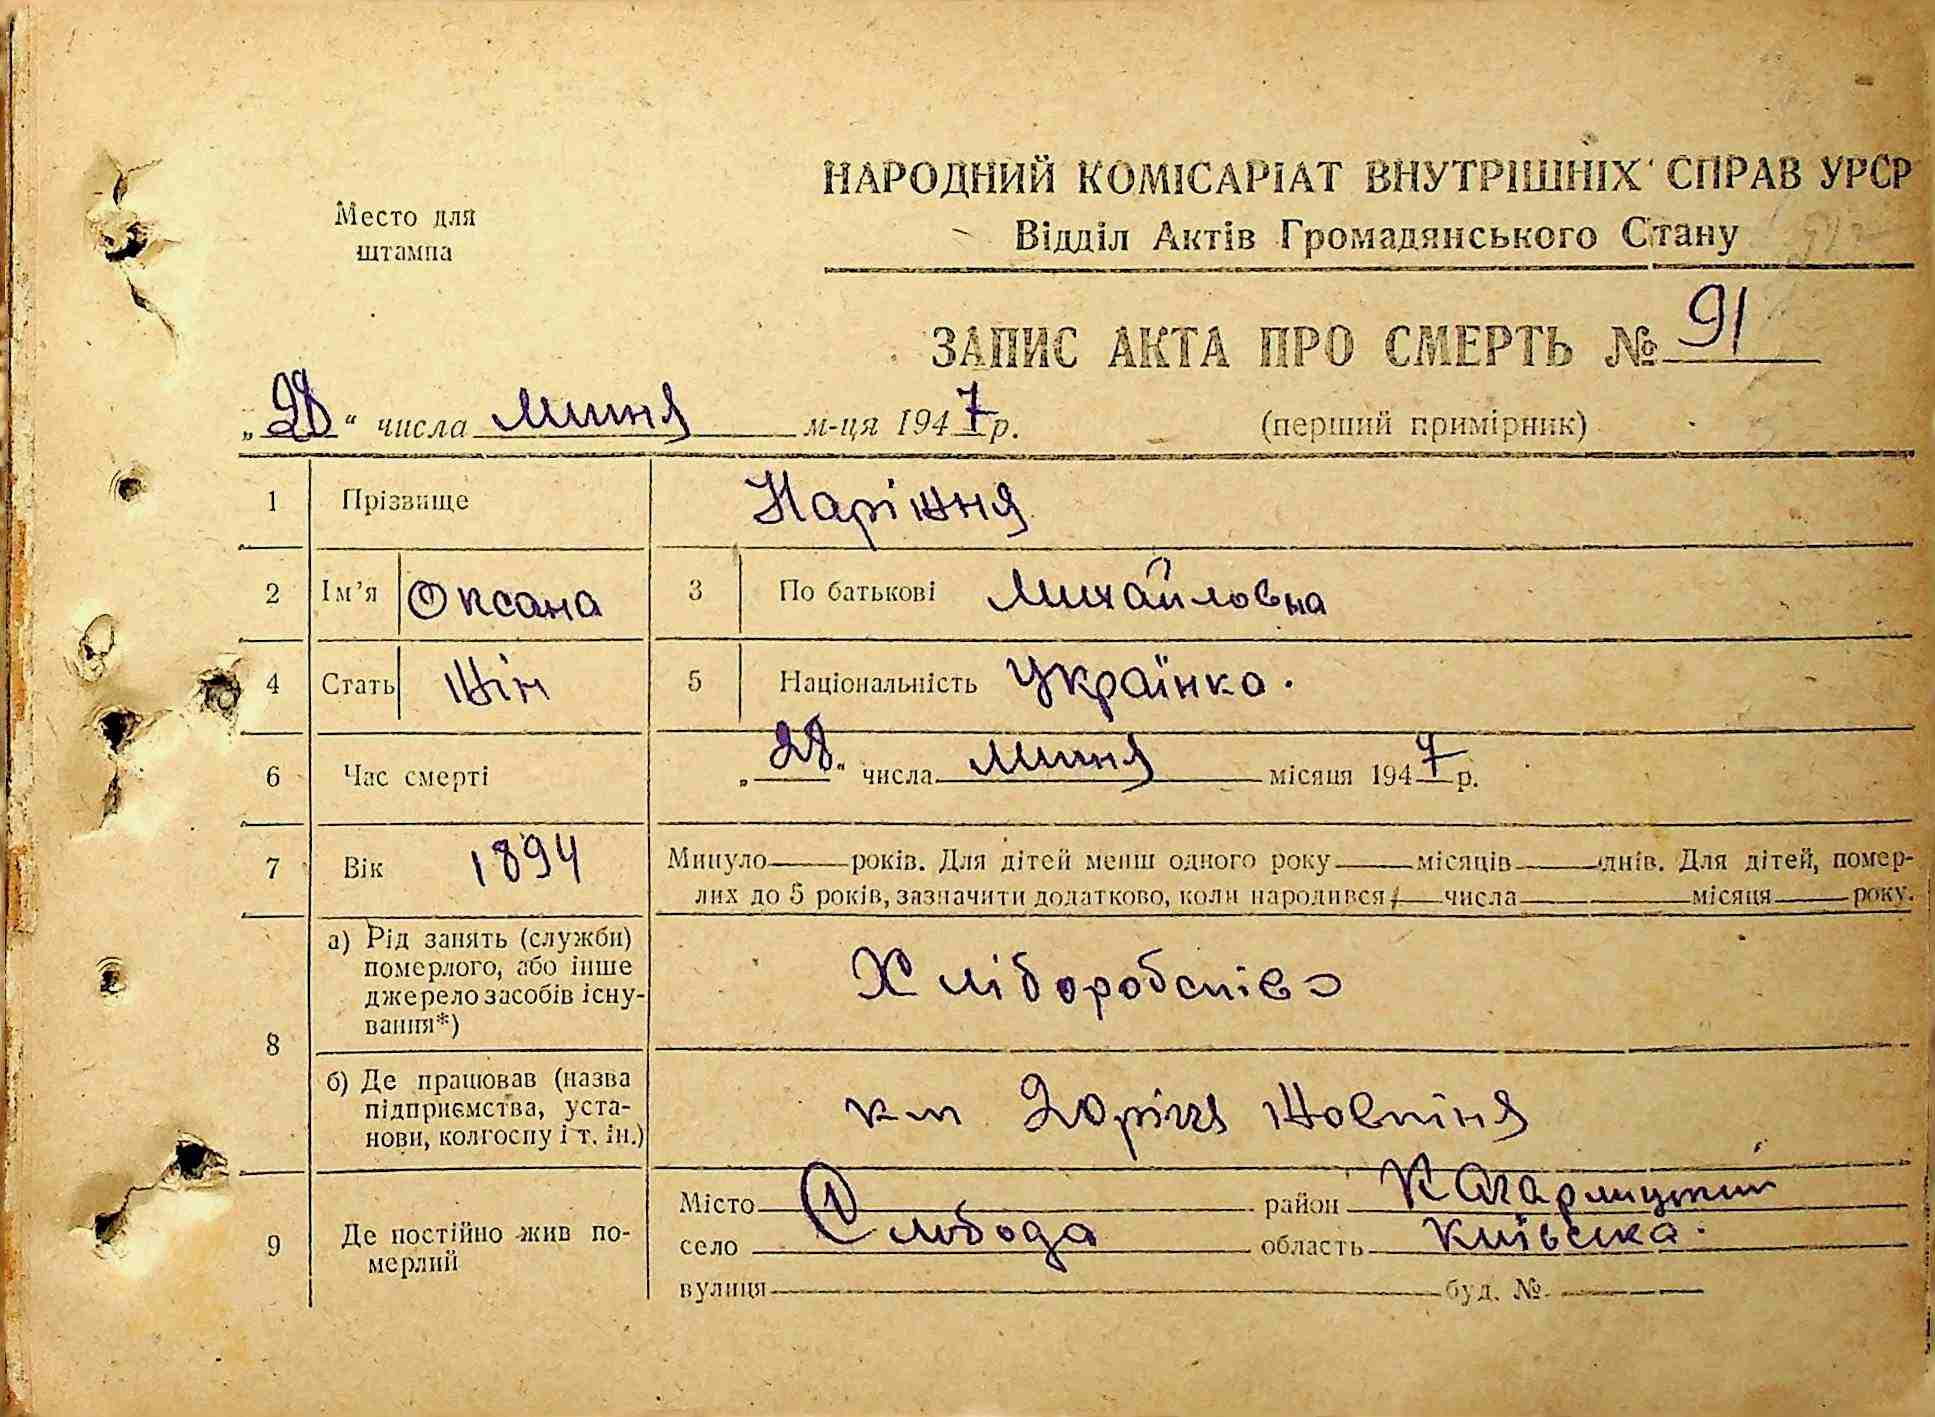 Место для
штампа
НАРОДНИЙ КОМІСАРІАТ ВНУТРІШНІХ СПРАВ УРСР
Відділ Актів Громадянського Стану
ЗАПИС АКТА ПРО СМЕРТЬ № 91
„28“ числа липня м-ця 1947 р. (перший примірник)
1 Прізвище Наріжня
2 Ім’я Оксана 3 По батькові Михайловна
4 Стать жін 5 Національність Українка.
6 Час смерті „28“ числа липня місяця 1947 р.
7 Вік 1894 Минуло років. Для дітей менш одного року місяців днів. Для дітей, помер-
лих до 5 років, зазначити додатково, коли народився числа місяця року.
8 а) Рід занять (служби)
померлого, або інше
джерело засобів існу-
вання*)
Хліборобств
б) Де працював (назва
підприємства, уста-
нови, колгоспу і т. ін.)
к-п 20річчя Жовтня
9 Де постійно жив по-
мерлий
Місто район Кагарлицький
село Слобода область Київська.
вулиця буд. №